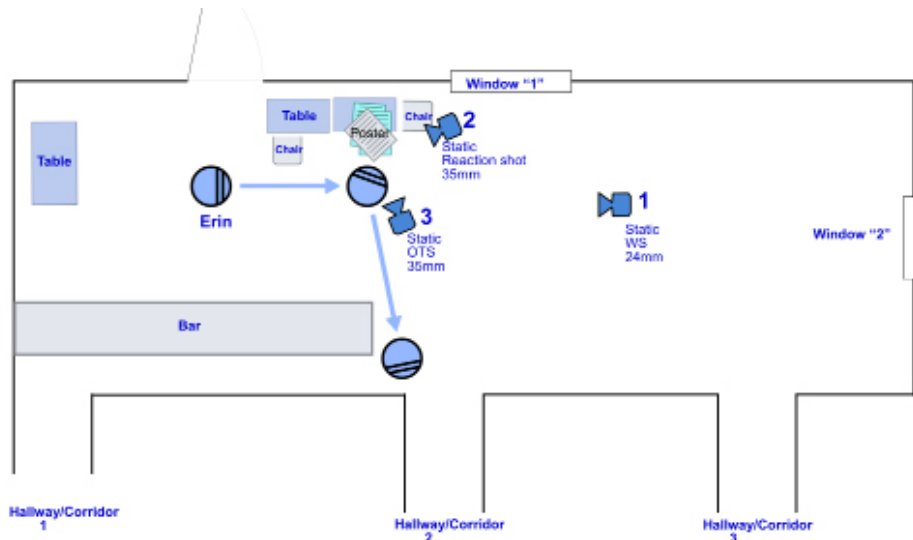 Window “1”
Table
Poster
Chair
2
Static
Reaction shot
35mm
Chair
Table
Erin
3
Static
OTS
35mm
1
Static
WS
24mm
Window “2”
Bar
Hallway/Corridor
1
Hallway/Corridor
2
Hallway/Corridor
3